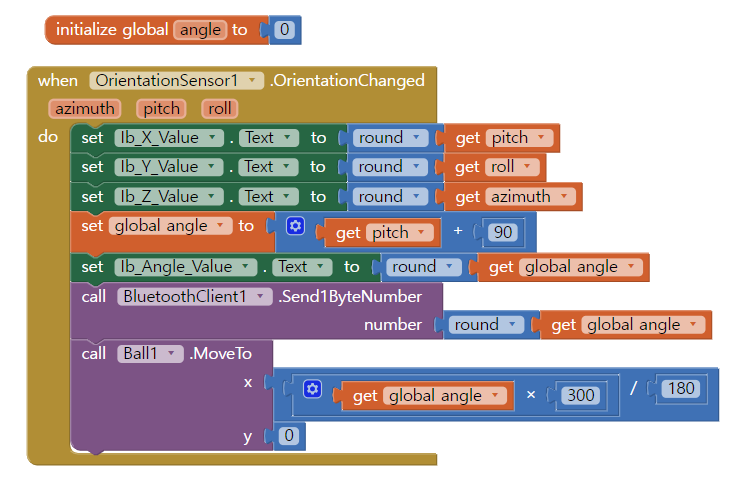 initialize global angle to 0
when OrientationSensor1 .OrientationChanged
azimuth pitch roll
do set lb_X_Value . Text to round get pitch
set lb_Y_Value . Text to round get roll
set lb_Z_Value . Text to round get azimuth
set global angle to get pitch + 90
set lb_Angle_Value . Text to round get global angle
call BluetoothClient1 .Send1ByteNumber
number round get global angle
call Ball1 .MoveTo
x get global angle × 300 / 180
y 0